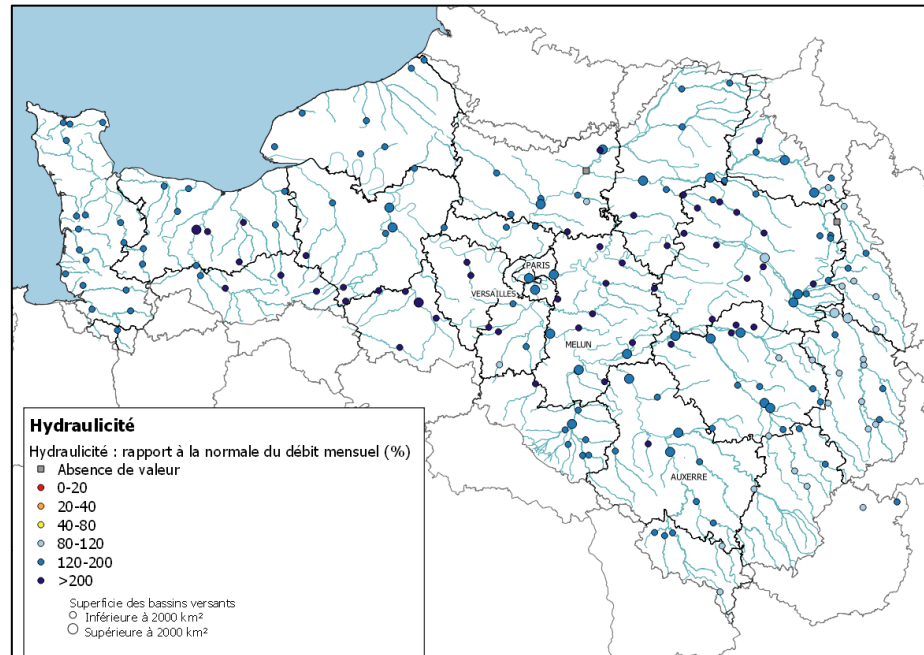 PARIS
VERSAILLES
MELUN
AUXERRE
Hydraulicité
Hydraulicité : rapport à la normale du débit mensuel (%)
Absence de valeur
0-20
20-40
40-80
80-120
120-200
>200
Superficie des bassins versants
Inférieure à 2000 km²
Supérieure à 2000 km²